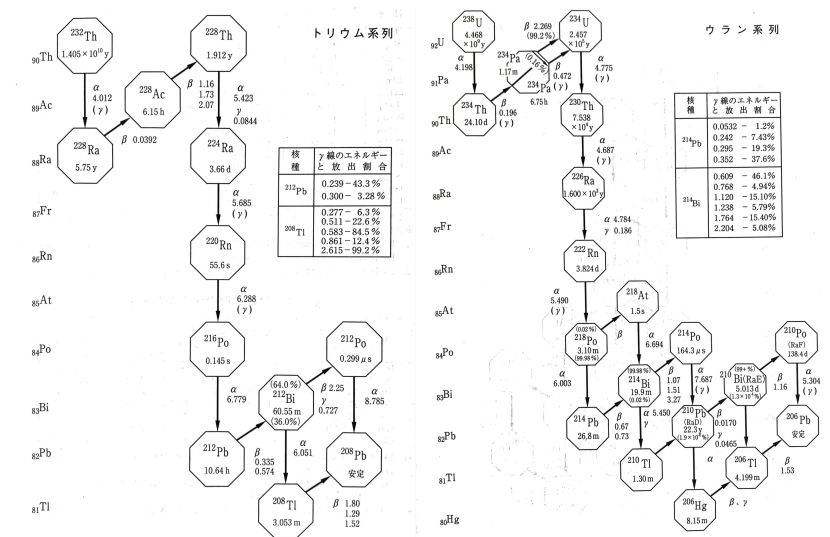 トリウム系列
₉₀Th
₈₉Ac
₈₈Ra
₈₇Fr
₈₆Rn
₈₅At
₈₄Po
₈₃Bi
₈₂Pb
₈₁Tl
²³²Th
1.405×10¹⁰ y
α
4.012
(γ)
²²⁸Ra
5.75 y
β 0.0392
²²⁸Ac
6.15 h
β 1.16
1.73
2.07
²²⁸Th
1.912 y
α
5.423
γ
0.0844
²²⁴Ra
3.66 d
α
5.685
(γ)
²²⁰Rn
55.6 s
α
6.288
(γ)
²¹⁶Po
0.145 s
α
6.779
²¹²Pb
10.64 h
β
0.335
0.574
(64.0%)
²¹²Bi
60.55 m
(36.0%)
β 2.25
γ
0.727
²¹²Po
0.299 μs
α
8.785
α
6.051
²⁰⁸Tl
3.053 m
β 1.80
1.29
1.52
²⁰⁸Pb
安定
核種 γ線のエネルギーと放出割合
²¹²Pb
0.239－43.3%
0.300－ 3.28%
²⁰⁸Tl
0.277－ 6.3%
0.511－22.6%
0.583－84.5%
0.861－12.4%
2.615－99.2%
ウラン系列
₉₂U
₉₁Pa
₉₀Th
₈₉Ac
₈₈Ra
₈₇Fr
₈₆Rn
₈₅At
₈₄Po
₈₃Bi
₈₂Pb
₈₁Tl
₈₀Hg
²³⁸U
4.468
×10⁹y
α
4.198
²³⁴Th
24.10 d
β
0.196
(γ)
²³⁴Pa
1.17m
(0.16%)
²³⁴Pa
6.75 h
β 2.269
(99.2%)
β
0.472
(γ)
²³⁴U
2.457
×10⁵y
α
4.775
(γ)
²³⁰Th
7.538
×10⁴y
α
4.687
(γ)
²²⁶Ra
1.600×10³y
α 4.784
γ 0.186
²²²Rn
3.824 d
α
5.490
(γ)
(0.02%)
²¹⁸Po
3.10 m
(99.98%)
β
²¹⁸At
1.5 s
α
6.694
α
6.003
²¹⁴Pb
26.8 m
β
0.67
0.73
(99.98%)
²¹⁴Bi
19.9 m
(0.02%)
β
1.07
1.51
3.27
²¹⁴Po
164.3 μs
α
7.687
(γ)
α 5.450
γ
²¹⁰Tl
1.30 m
²¹⁰Pb
(RaD)
22.3 y
(1.9×10⁻⁶%)
β
0.0170
γ
0.0465
(99+%)
²¹⁰Bi(RaE)
5.013 d
(1.3×10⁻⁴%)
β
1.16
²¹⁰Po
(RaF)
138.4 d
α
5.304
(γ)
²⁰⁶Pb
安定
α
²⁰⁶Hg
8.15 m
β、γ
²⁰⁶Tl
4.199 m
β
1.53
核種 γ線のエネルギーと放出割合
²¹⁴Pb
0.0532 － 1.2%
0.242 － 7.43%
0.295 － 19.3%
0.352 － 37.6%
²¹⁴Bi
0.609 － 46.1%
0.768 － 4.94%
1.120 －15.10%
1.238 － 5.79%
1.764 －15.40%
2.204 － 5.08%